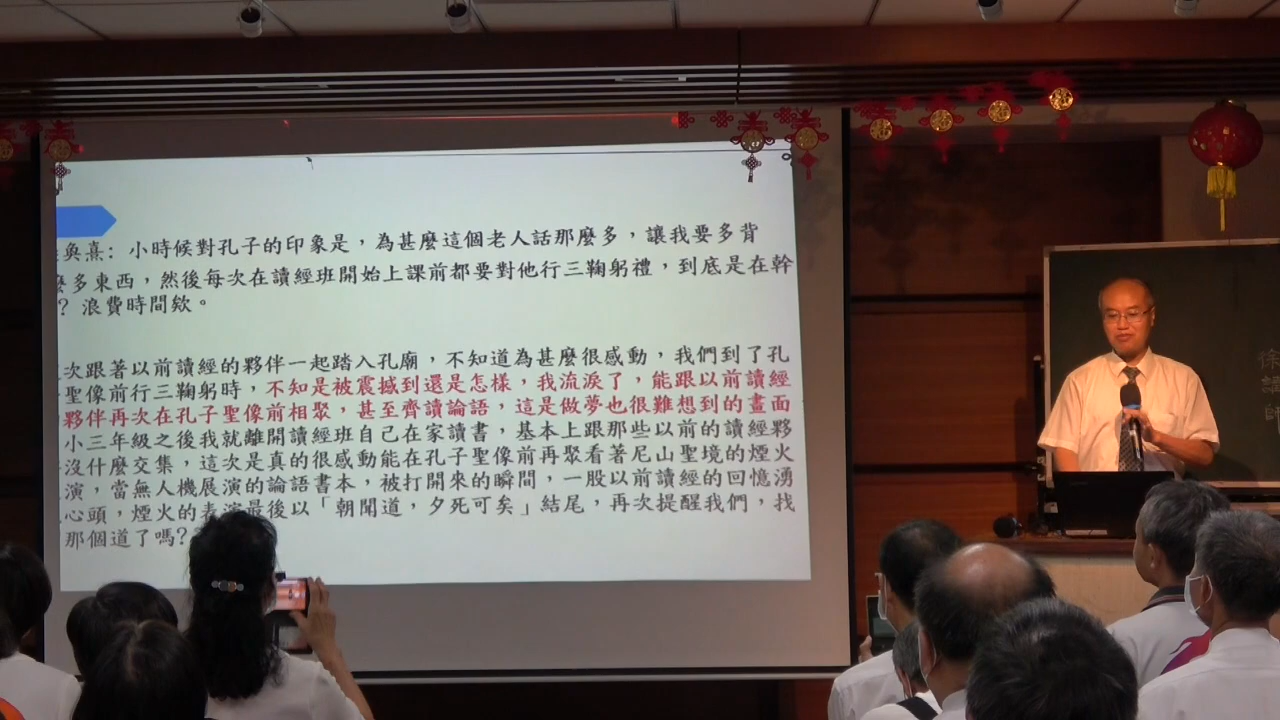 奐熹：小時候對孔子的印象是，為甚麼這個老人話那麼多，讓我要多背
麼多東西，然後每次在讀經班開始上課前都要對他行三鞠躬禮，到底是在幹
？浪費時間欸。
次跟著以前讀經的夥伴一起踏入孔廟，不知道為甚麼很感動，我們到了孔
聖像前行三鞠躬時，不知是被震撼到還是怎樣，我流淚了，能跟以前讀經
夥伴再次在孔子聖像前相聚，甚至齊讀論語，這是做夢也很難想到的畫面
小三年級之後我就離開讀經班自己在家讀書，基本上跟那些以前的讀經夥
沒什麼交集，這次是真的很感動能在孔子聖像前再聚看著尼山聖境的煙火
演，當無人機展演的論語書本，被打開來的瞬間，一股以前讀經的回憶湧
心頭，煙火的表演最後以「朝聞道，夕死可矣」結尾，再次提醒我們，找
那個道了嗎?
徐講師